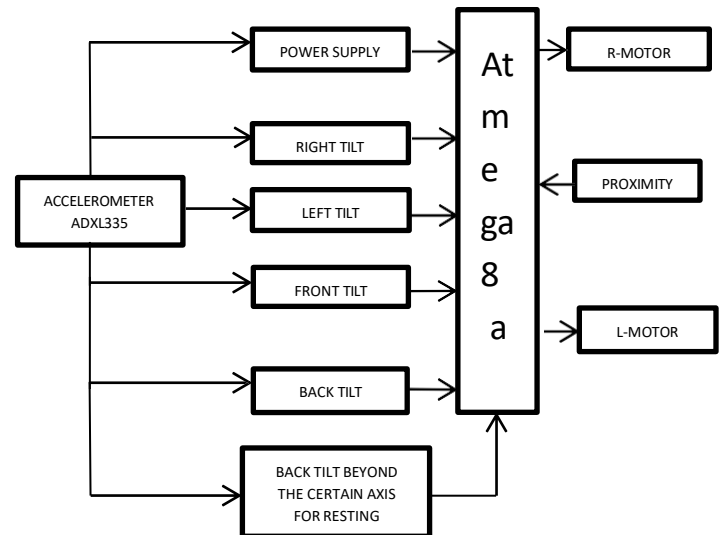 POWER SUPPLY
RIGHT TILT
ACCELEROMETER
ADXL335
LEFT TILT
FRONT TILT
BACK TILT
BACK TILT BEYOND
THE CERTAIN AXIS
FOR RESTING
At
m
e
ga
8
a
R-MOTOR
PROXIMITY
L-MOTOR